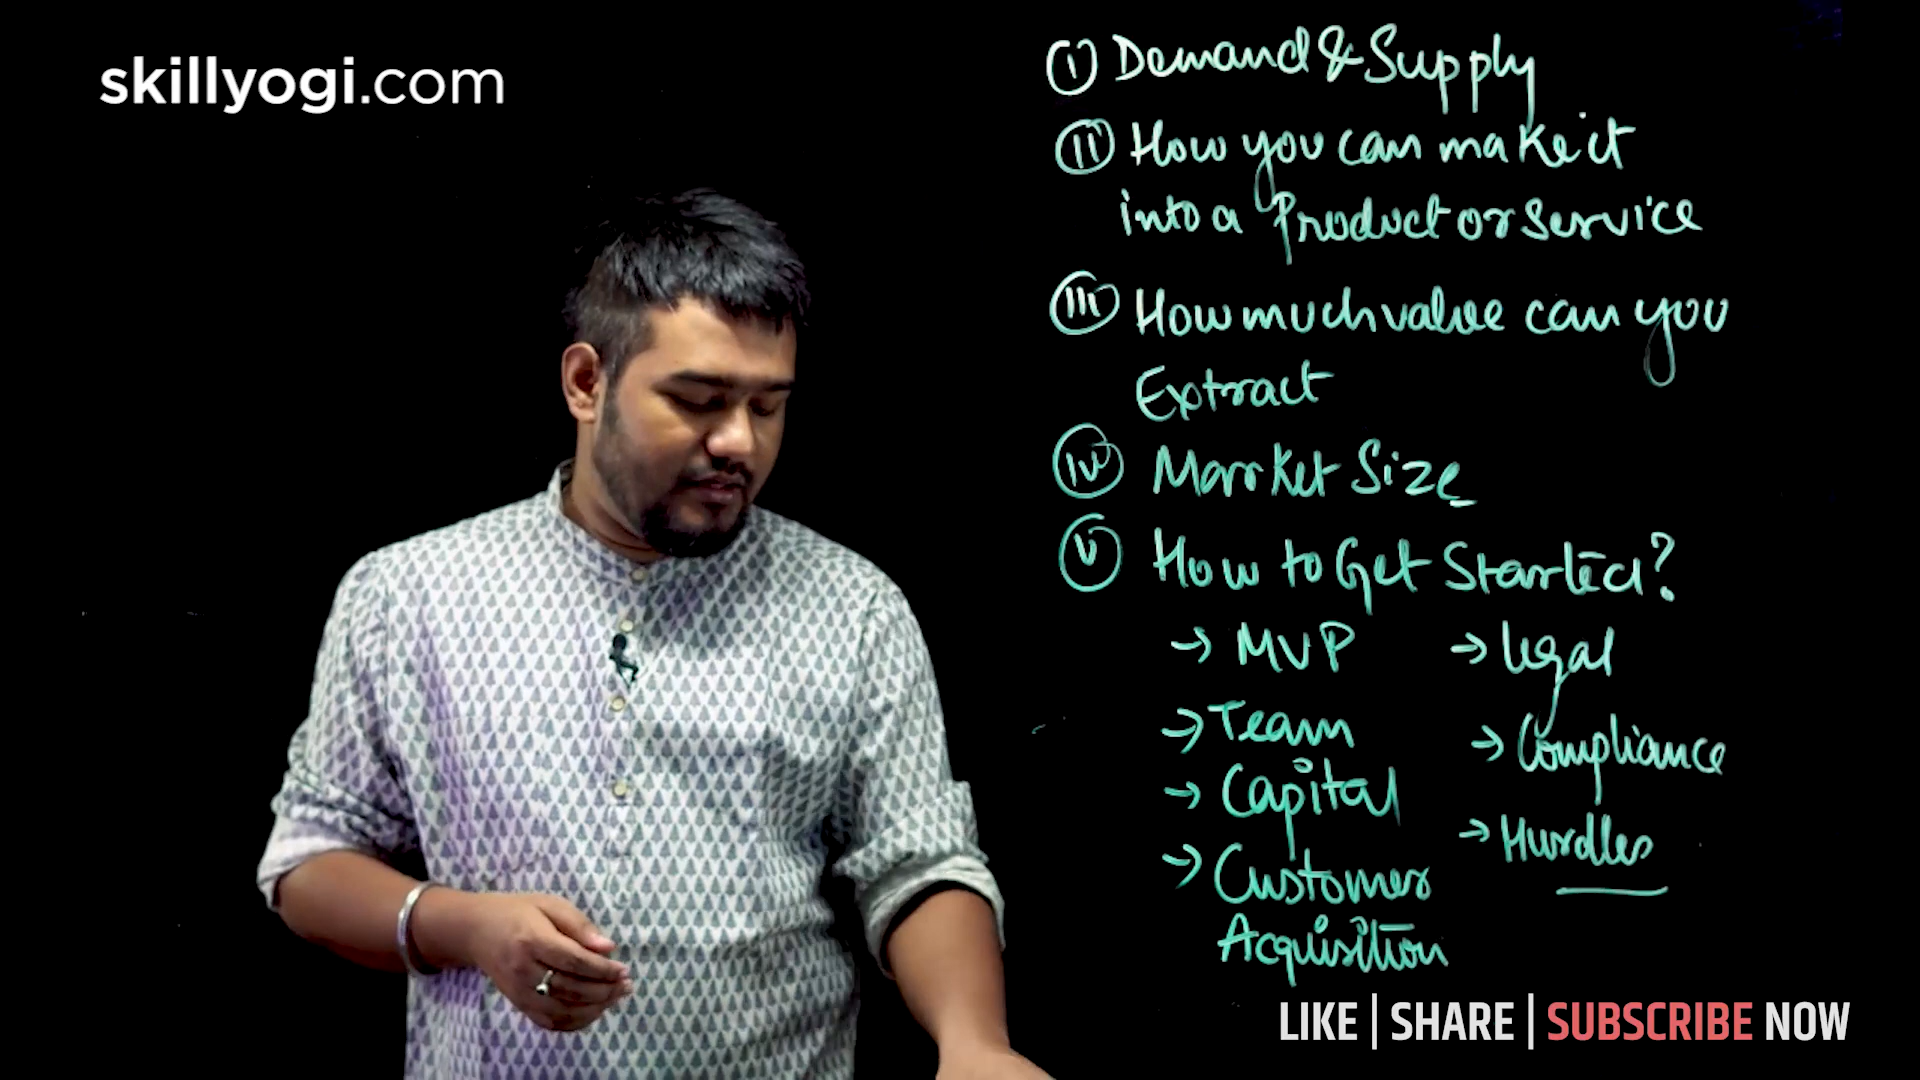 skillyogi.com
(i) Demand & Supply
(ii) How you can make it
into a Product or Service
(iii) How much value can you
Extract
(iv) Market Size
(v) How to Get Started?
→ MVP → Legal
→ Team → Compliance
→ Capital → Hurdles
→ Customer
Acquisition
LIKE | SHARE | SUBSCRIBE NOW